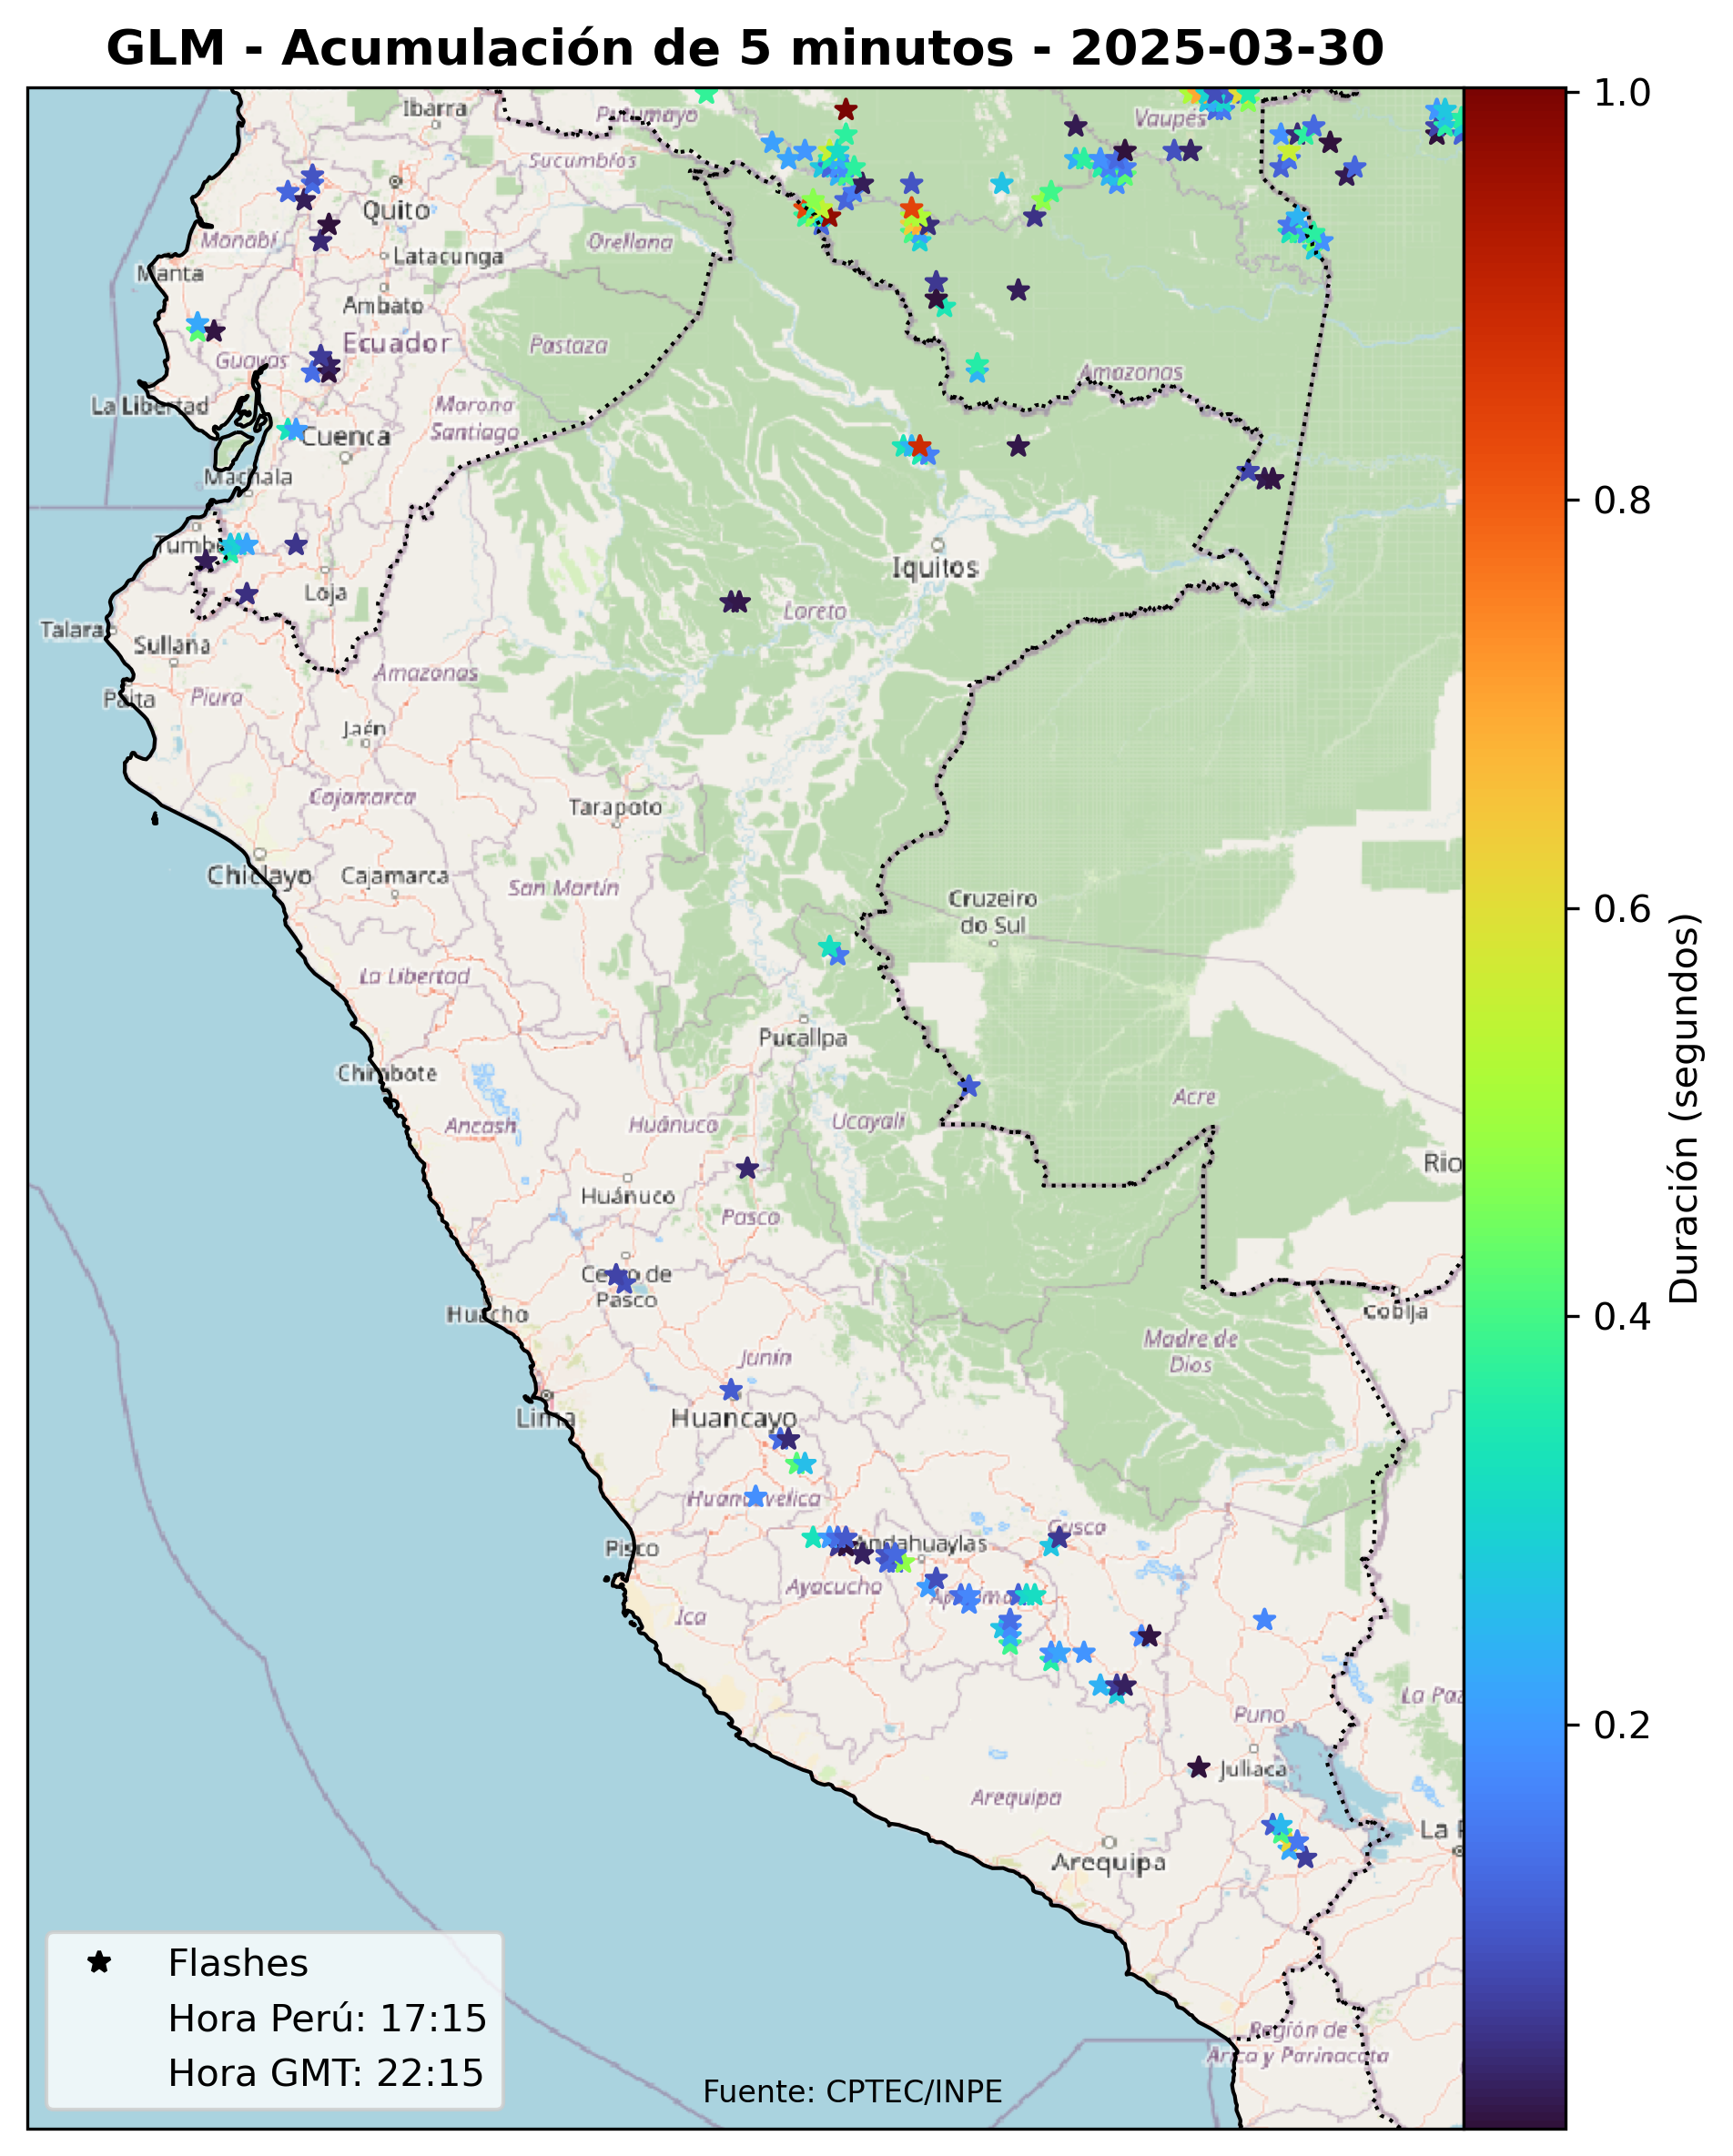 GLM - Acumulación de 5 minutos - 2025-03-30
Ibarra
Putumayo
Vaupés
Sucumbíos
Quito
Manabí
Orellana
Latacunga
Manta
Ambato
Ecuador
Guayas
Pastaza
Amazonas
La Libertad
Morona
Santiago
Cuenca
Machala
Iquitos
Loja
Loreto
Talara
Sullana
Amazonas
Paita
Piura
Jaén
Cajamarca
Tarapoto
Chiclayo
Cajamarca
San Martín
Cruzeiro
do Sul
La Libertad
Pucallpa
Chimbote
Acre
Ancash
Huánuco
Ucayali
Rio
Huánuco
Pasco
Cerro de
Pasco
Huacho
Cobija
Madre de
Dios
Junín
Lima
Huancayo
Huancavelica
Cusco
Pisco
Andahuaylas
Ayacucho
Ica
La Paz
Puno
Juliaca
Arequipa
La P
Arequipa
Región de
Arica y Parinacota
Flashes
Hora Perú: 17:15
Hora GMT: 22:15
Fuente: CPTEC/INPE
1.0
0.8
0.6
0.4
0.2
Duración (segundos)